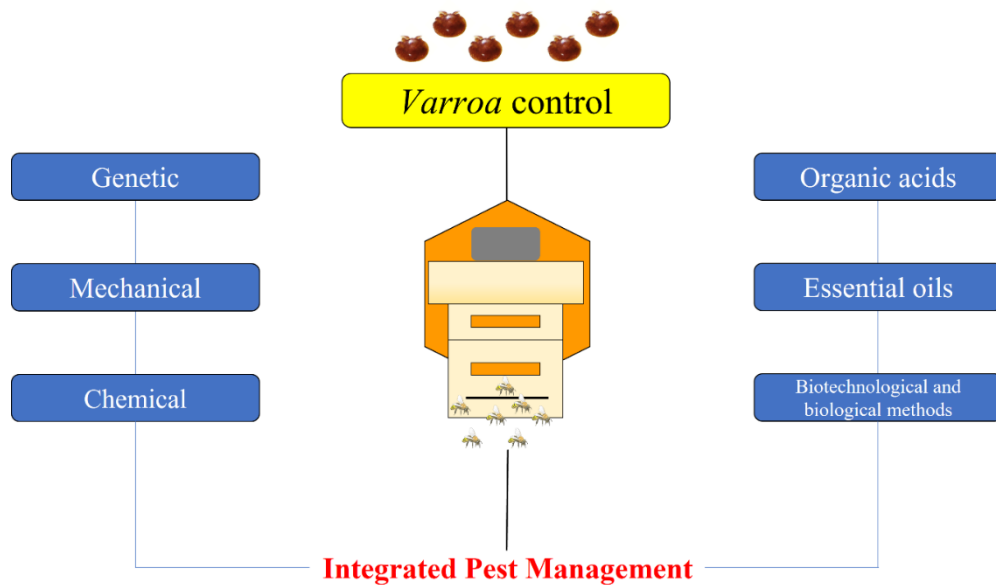 Varroa control
Genetic
Mechanical
Chemical
Organic acids
Essential oils
Biotechnological and
biological methods
Integrated Pest Management